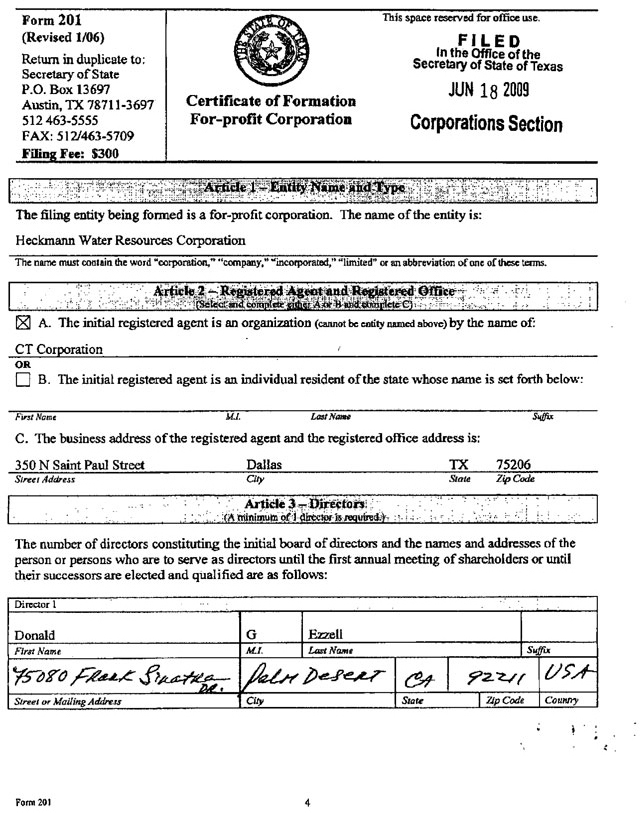 Form 201
(Revised 1/06)
Return in duplicate to:
Secretary of State
P.O. Box 13697
Austin, TX 78711-3697
512 463-5555
FAX: 512/463-5709
Filing Fee: $300
THE STATE OF TEXAS
Certificate of Formation
For-profit Corporation
This space reserved for office use.
FILED
In the Office of the
Secretary of State of Texas
JUN 18 2009
Corporations Section
Article 1 – Entity Name and Type
The filing entity being formed is a for-profit corporation. The name of the entity is:
Heckmann Water Resources Corporation
The name must contain the word “corporation,” “company,” “incorporated,” “limited” or an abbreviation of one of these terms.
Article 2 – Registered Agent and Registered Office
(Select and complete either A or B and complete C)
A. The initial registered agent is an organization (cannot be entity named above) by the name of:
CT Corporation
OR
B. The initial registered agent is an individual resident of the state whose name is set forth below:
First Name M.I. Last Name Suffix
C. The business address of the registered agent and the registered office address is:
350 N Saint Paul Street Dallas TX 75206
Street Address City State Zip Code
Article 3 – Directors
(A minimum of 1 director is required.)
The number of directors constituting the initial board of directors and the names and addresses of the
person or persons who are to serve as directors until the first annual meeting of shareholders or until
their successors are elected and qualified are as follows:
Director 1
Donald G Ezzell
First Name M.I. Last Name Suffix
75080 Frank Sinatra DR. Palm Desert CA 92211 USA
Street or Mailing Address City State Zip Code Country
Form 201 4